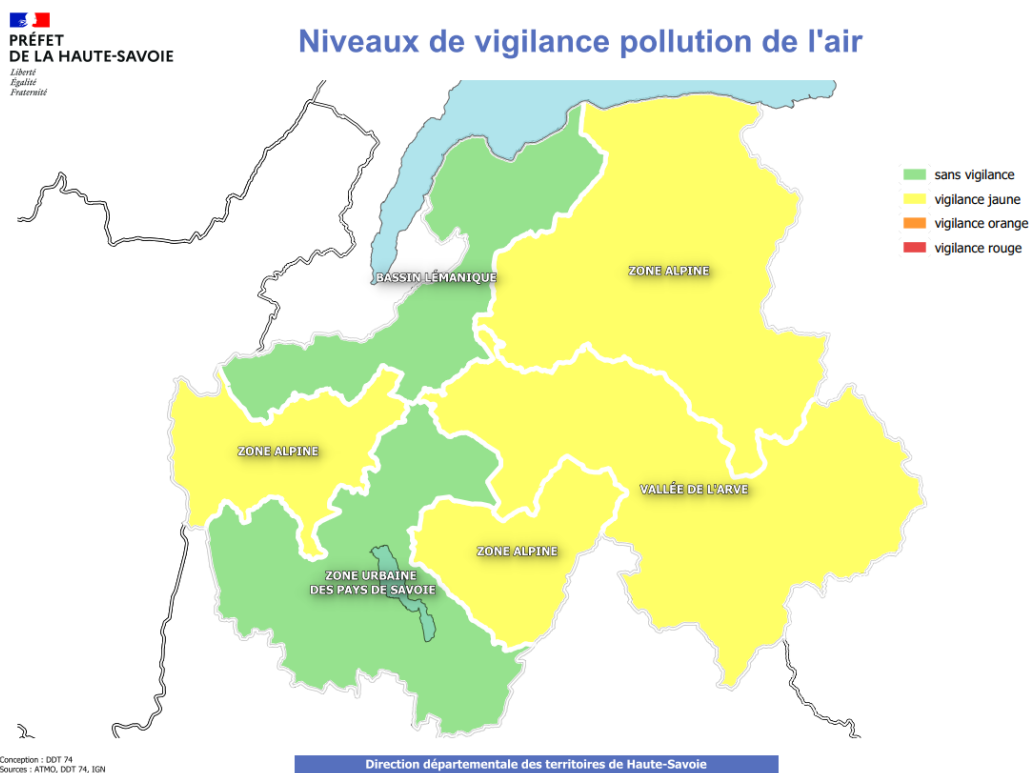 PRÉFET
DE LA HAUTE-SAVOIE
Liberté
Égalité
Fraternité
Niveaux de vigilance pollution de l'air
sans vigilance
vigilance jaune
vigilance orange
vigilance rouge
BASSIN LÉMANIQUE
ZONE ALPINE
ZONE ALPINE
VALLÉE DE L'ARVE
ZONE ALPINE
ZONE URBAINE
DES PAYS DE SAVOIE
Conception : DDT 74
Sources : ATMO, DDT 74, IGN
Direction départementale des territoires de Haute-Savoie